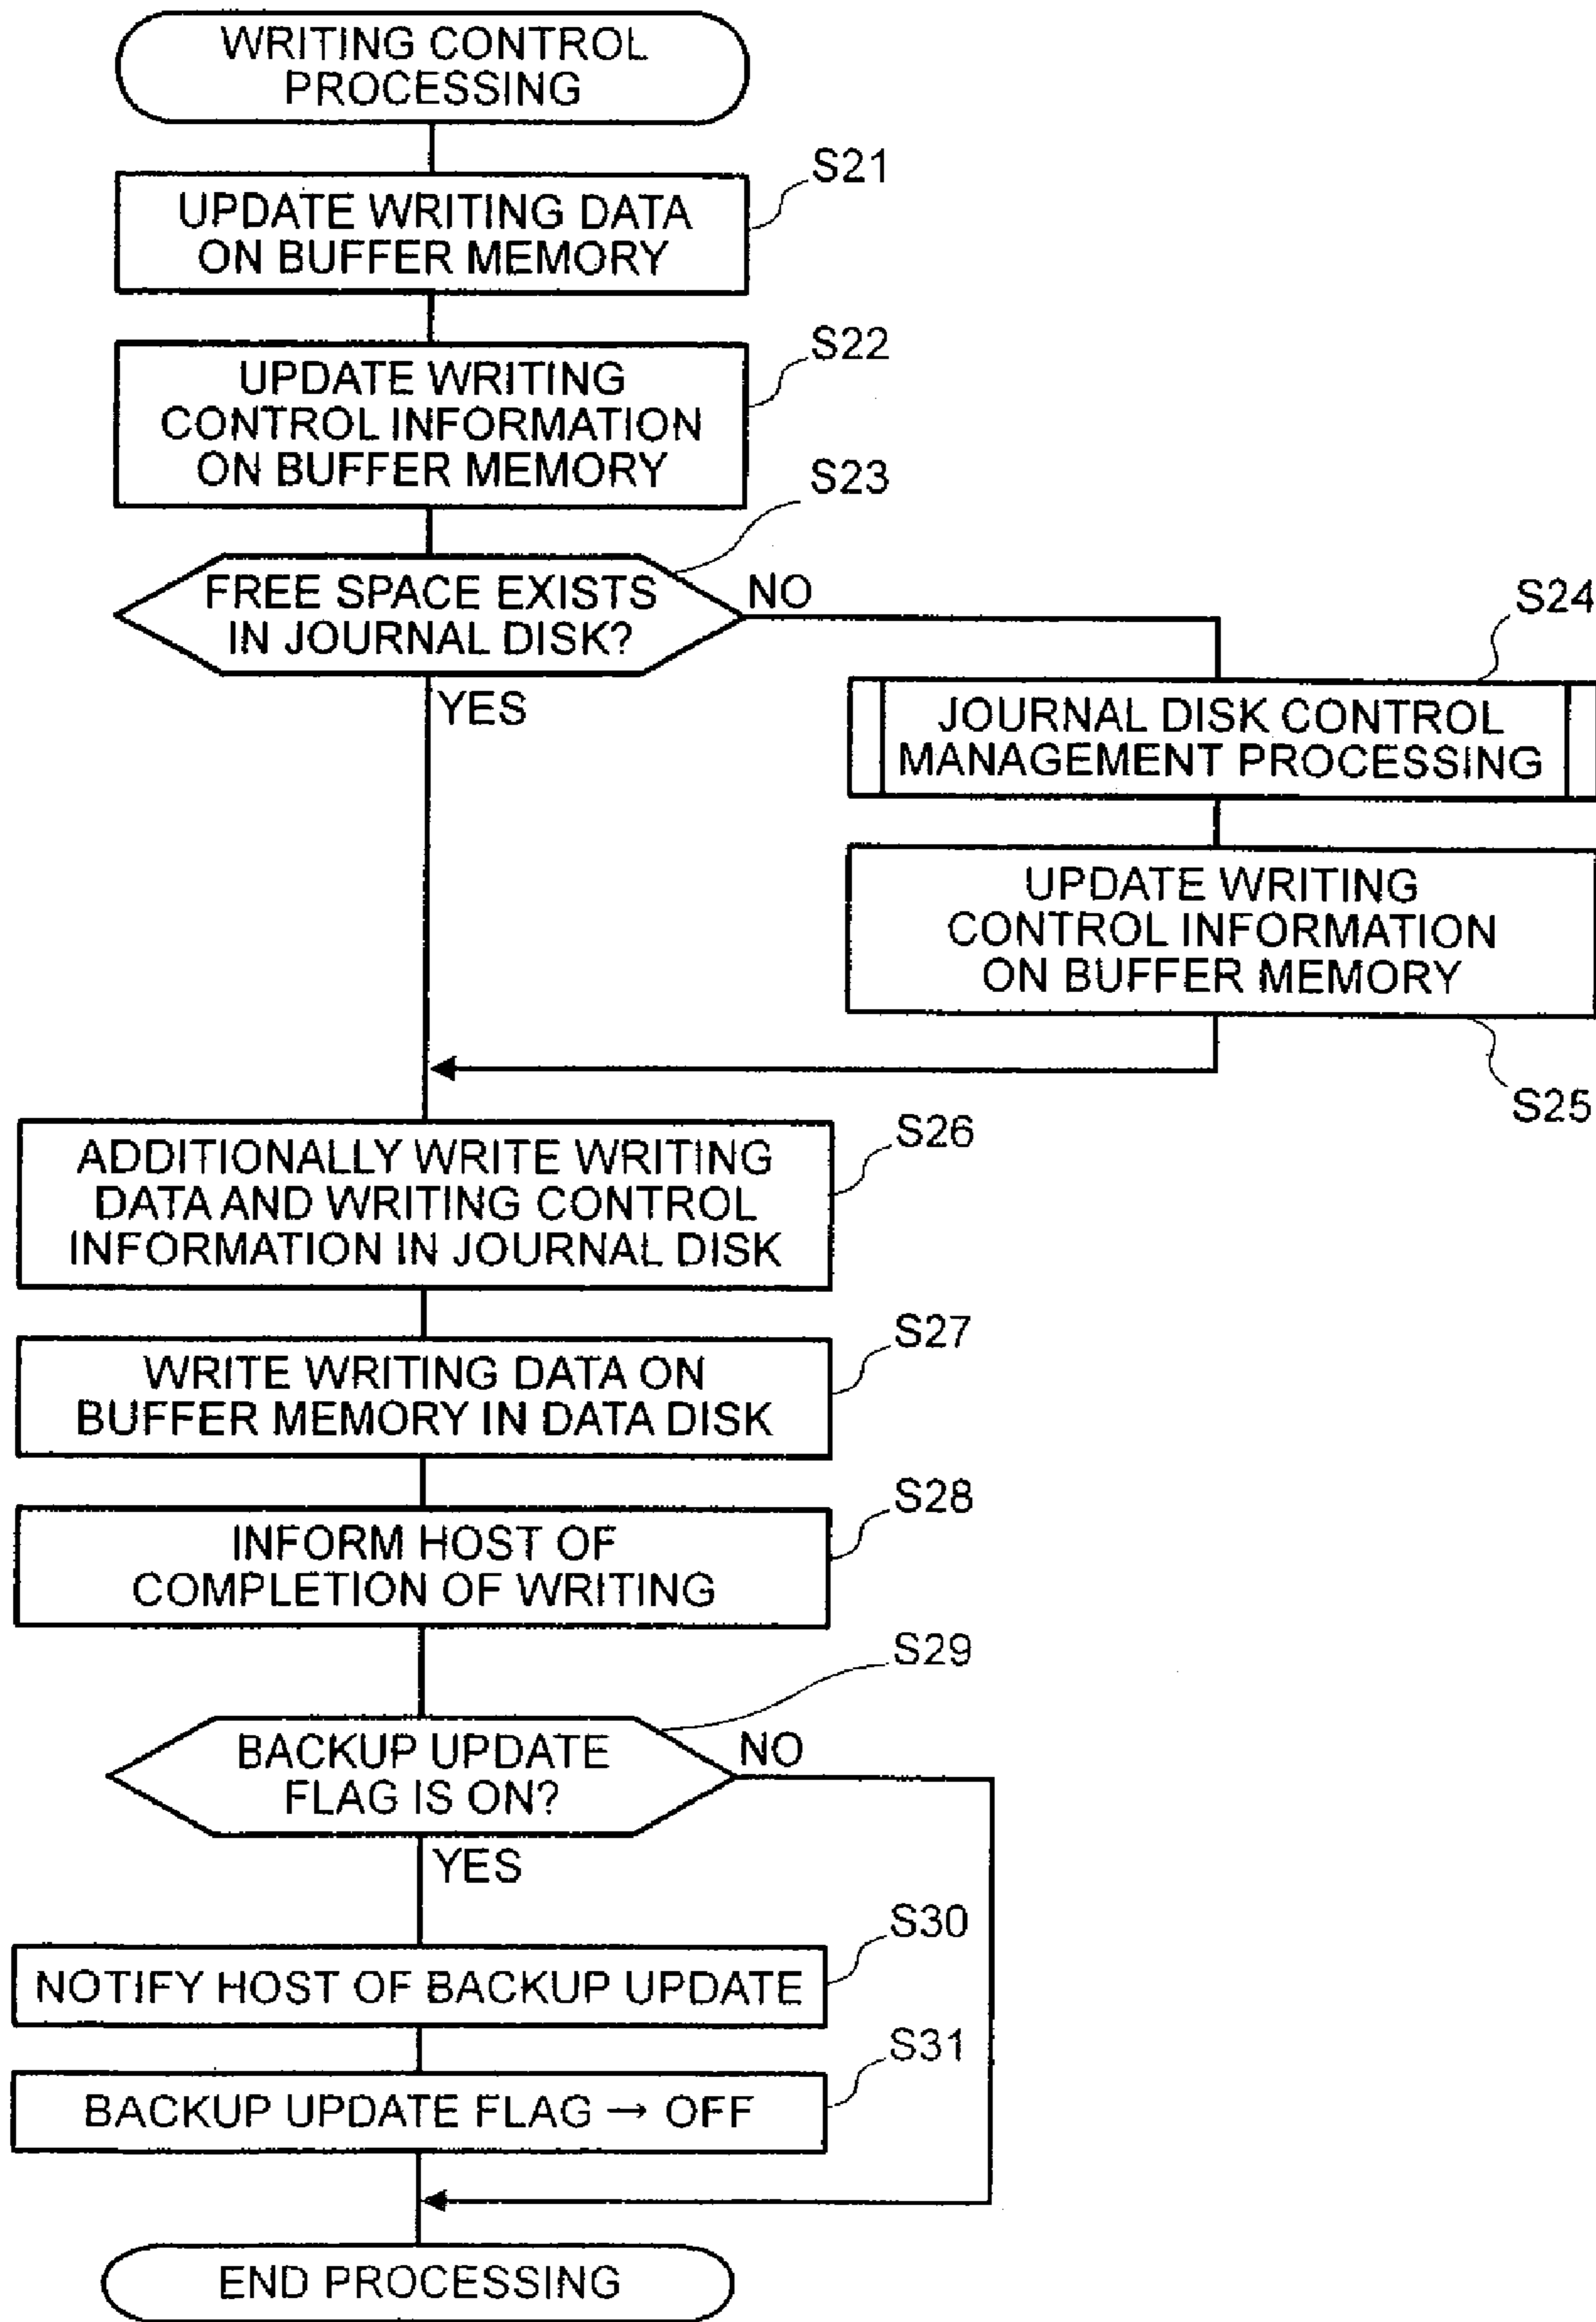 WRITING CONTROL
PROCESSING
S21
UPDATE WRITING DATA
ON BUFFER MEMORY
S22
UPDATE WRITING
CONTROL INFORMATION
ON BUFFER MEMORY
S23
FREE SPACE EXISTS
IN JOURNAL DISK?
NO
YES
S24
JOURNAL DISK CONTROL
MANAGEMENT PROCESSING
UPDATE WRITING
CONTROL INFORMATION
ON BUFFER MEMORY
S25
S26
ADDITIONALLY WRITE WRITING
DATA AND WRITING CONTROL
INFORMATION IN JOURNAL DISK
S27
WRITE WRITING DATA ON
BUFFER MEMORY IN DATA DISK
S28
INFORM HOST OF
COMPLETION OF WRITING
S29
BACKUP UPDATE
FLAG IS ON?
NO
YES
S30
NOTIFY HOST OF BACKUP UPDATE
S31
BACKUP UPDATE FLAG → OFF
END PROCESSING